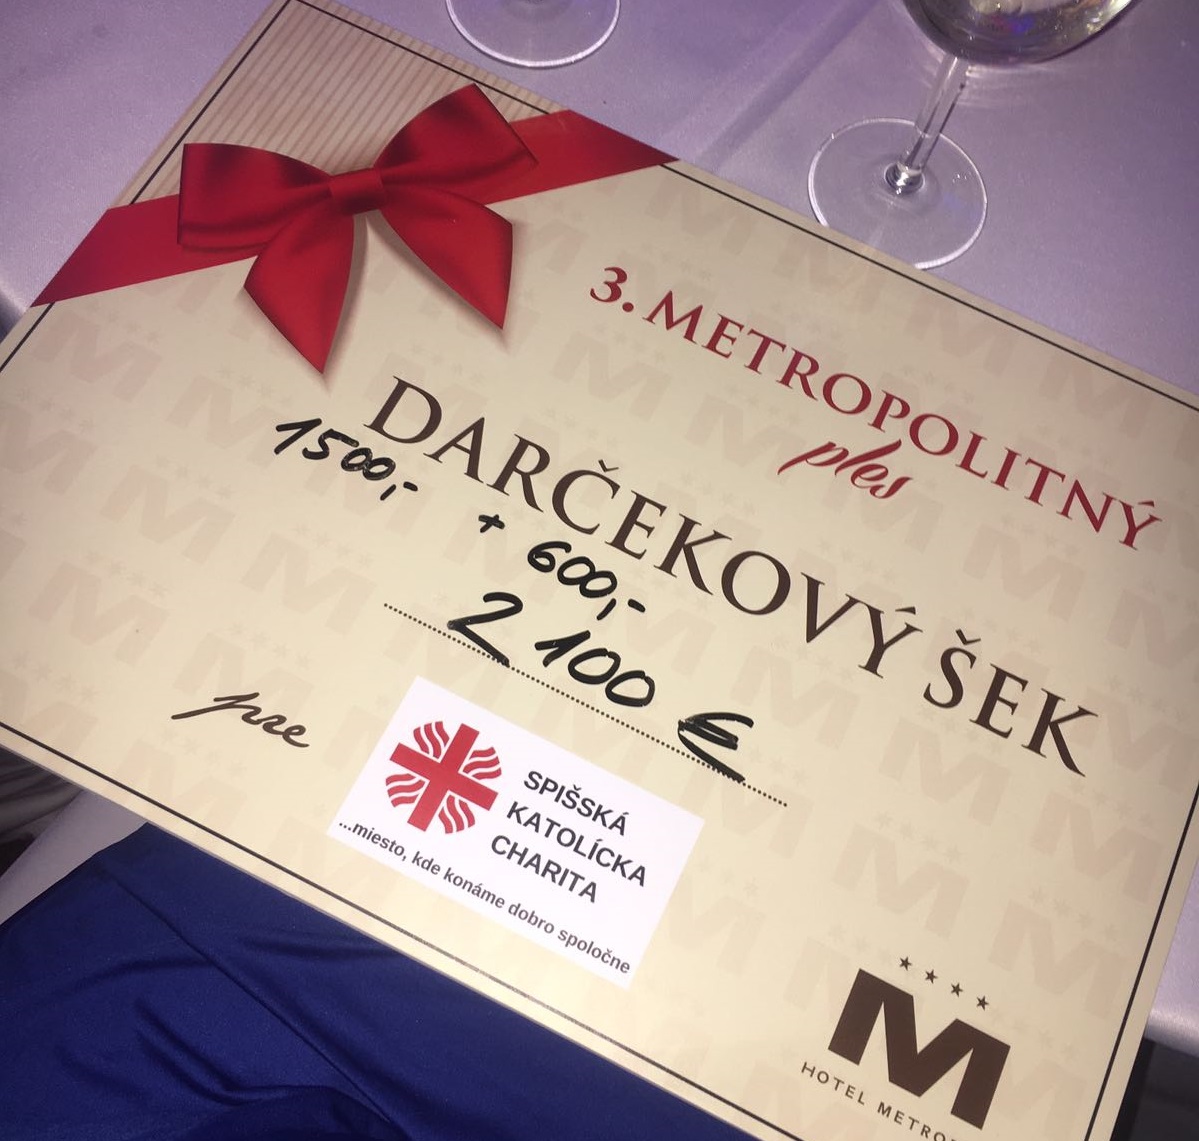 3. METROPOLITNÝ
ples
DARČEKOVÝ ŠEK
1500,-
+ 600,-
2 100 €
pre
SPIŠSKÁ
KATOLÍCKA
CHARITA
...miesto, kde konáme dobro spoločne
M
HOTEL